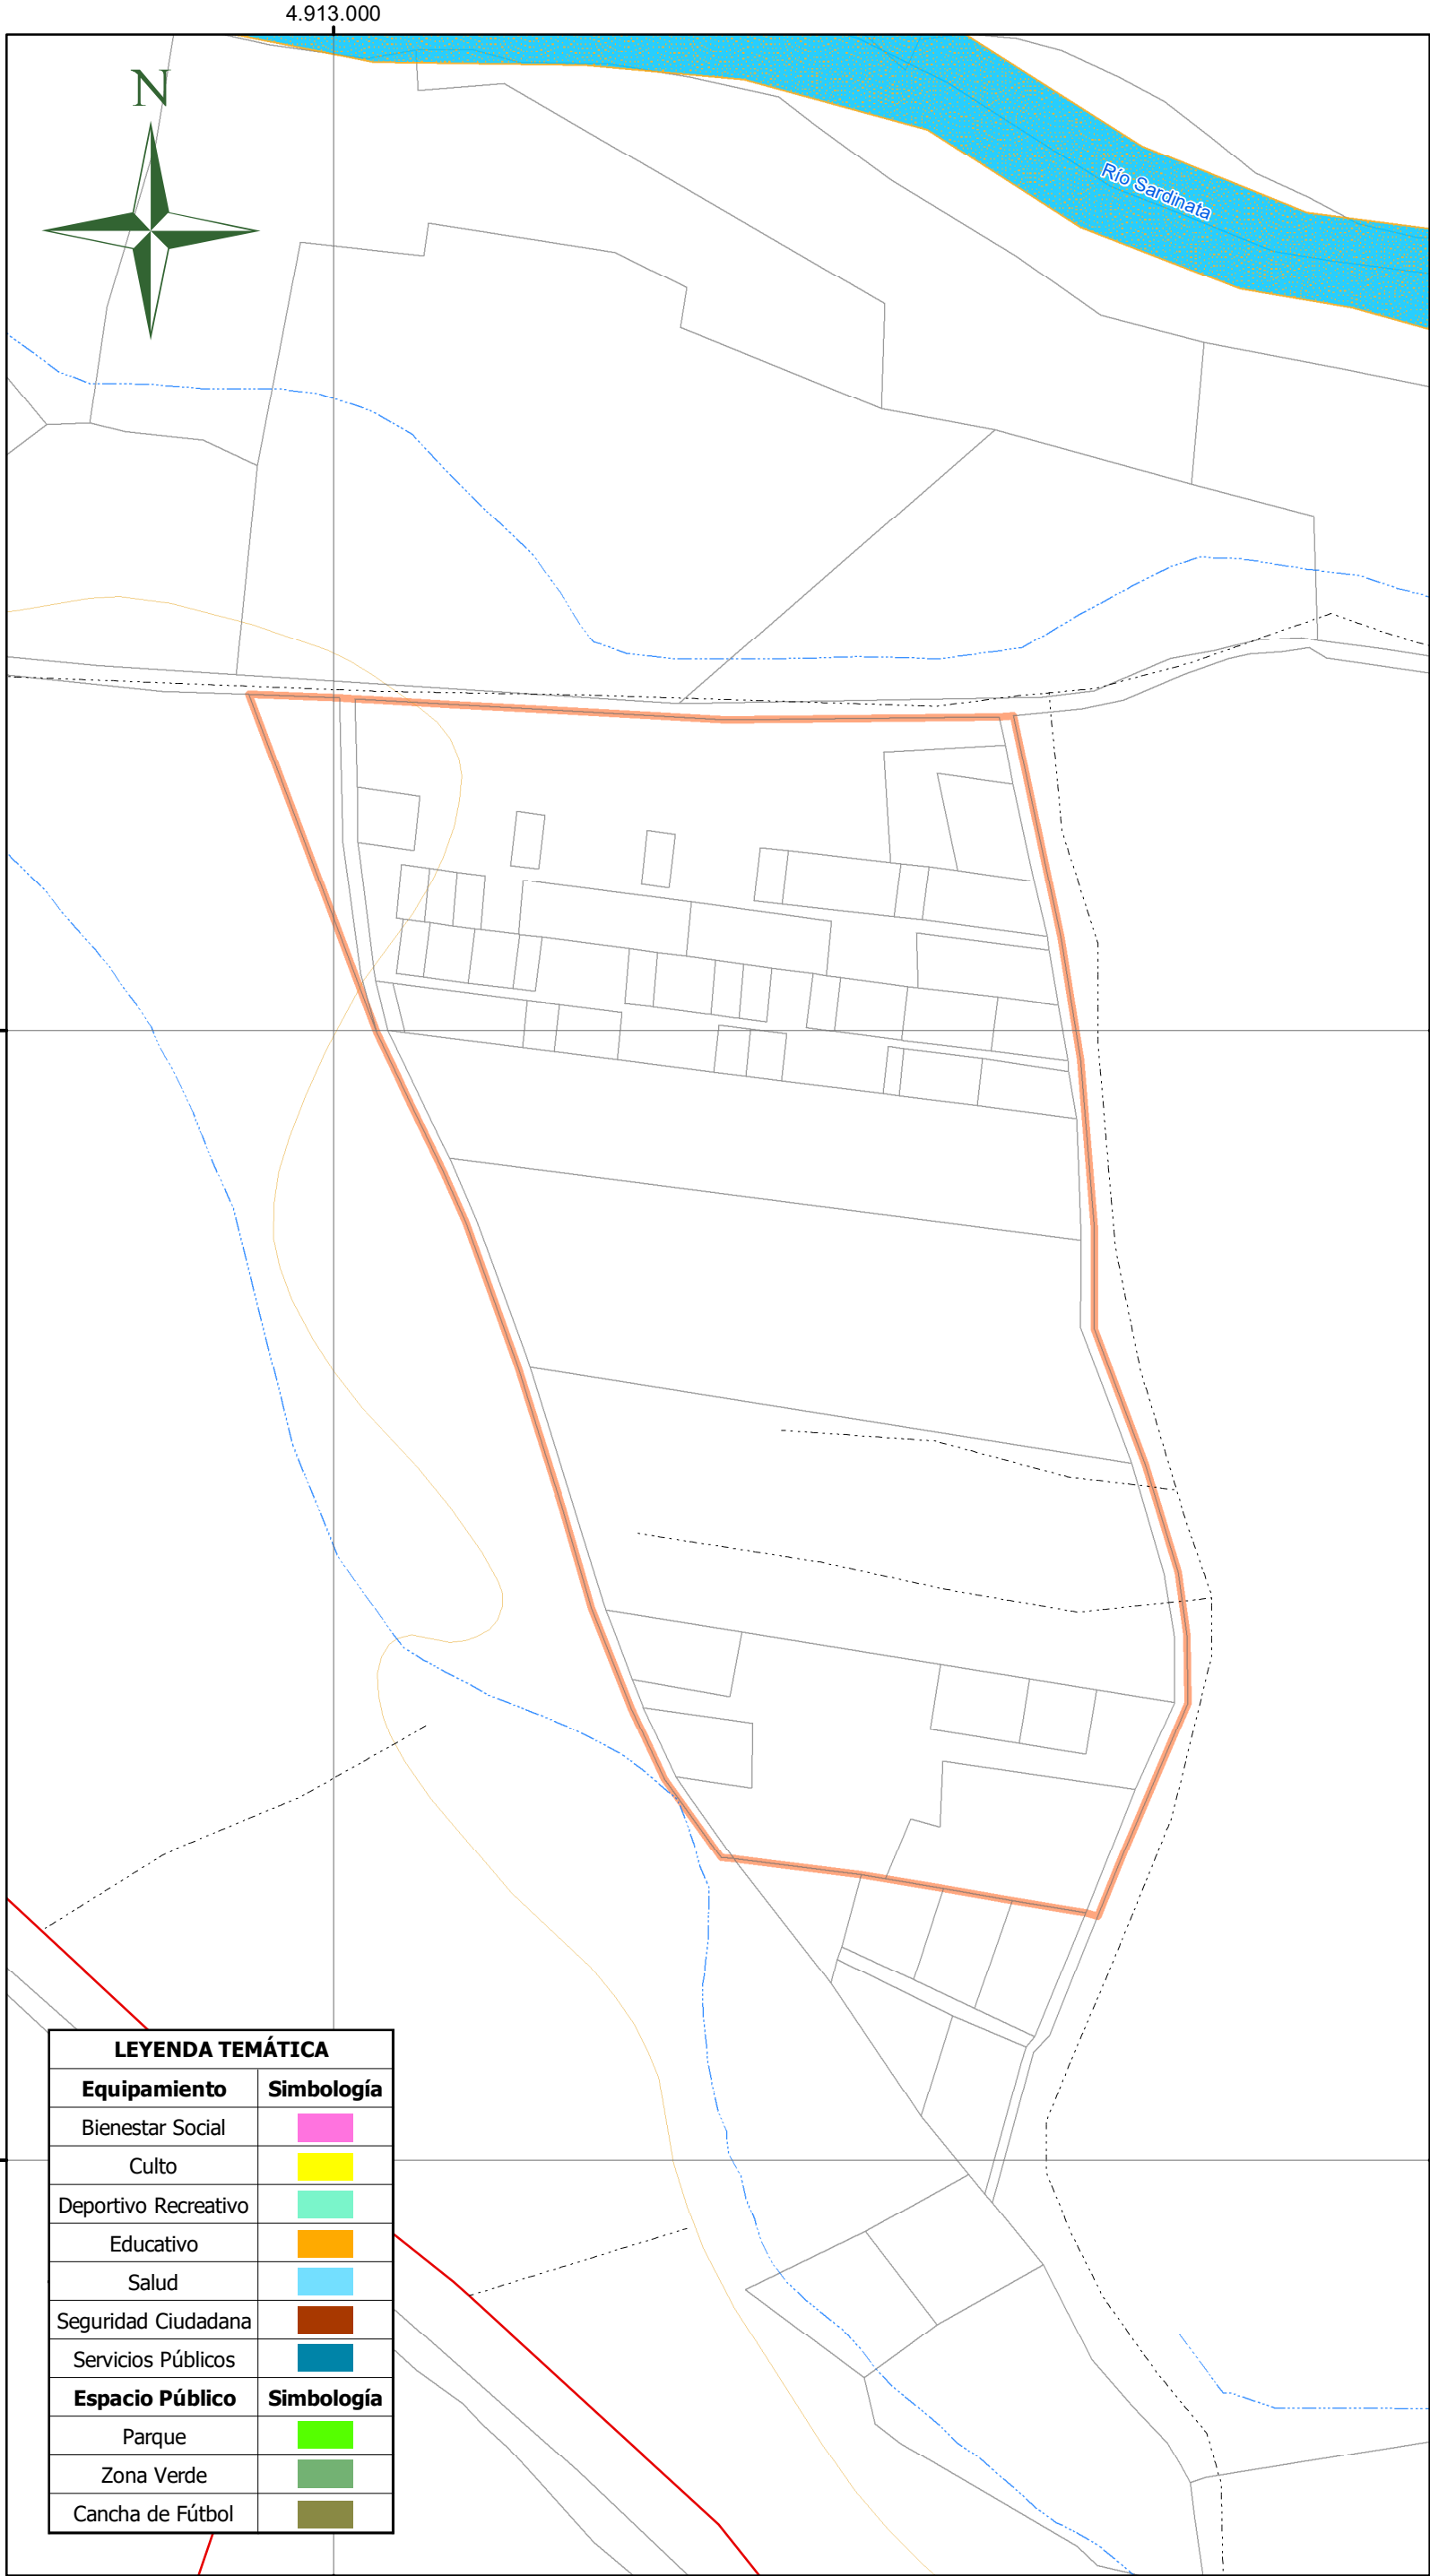 4.913.000
N
Río Sardinata
LEYENDA TEMÁTICA
Equipamiento Simbología
Bienestar Social
Culto
Deportivo Recreativo
Educativo
Salud
Seguridad Ciudadana
Servicios Públicos
Espacio Público Simbología
Parque
Zona Verde
Cancha de Fútbol